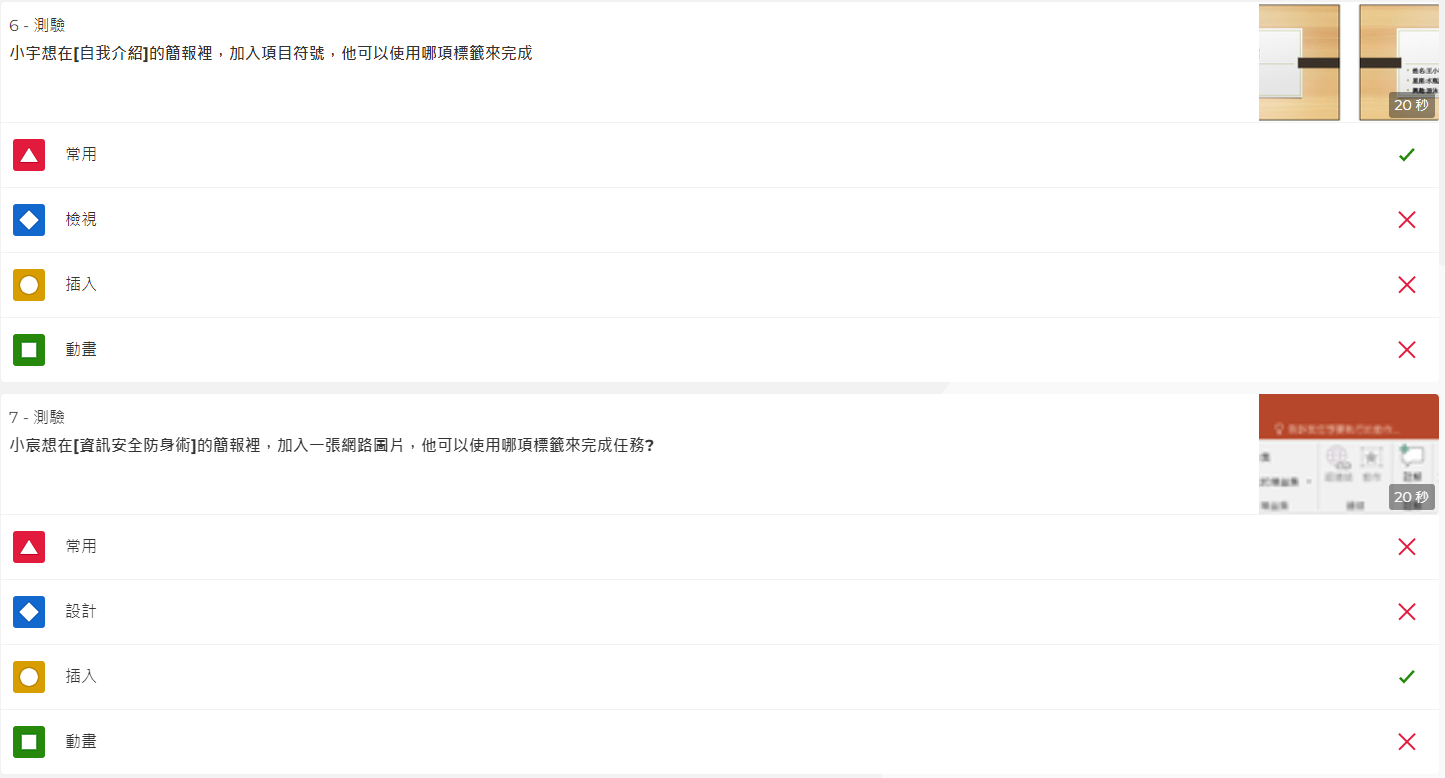 6 - 測驗
小宇想在[自我介紹]的簡報裡，加入項目符號，他可以使用哪項標籤來完成
20 秒
常用
檢視
插入
動畫
7 - 測驗
小宸想在[資訊安全防身術]的簡報裡，加入一張網路圖片，他可以使用哪項標籤來完成任務?
20 秒
常用
設計
插入
動畫